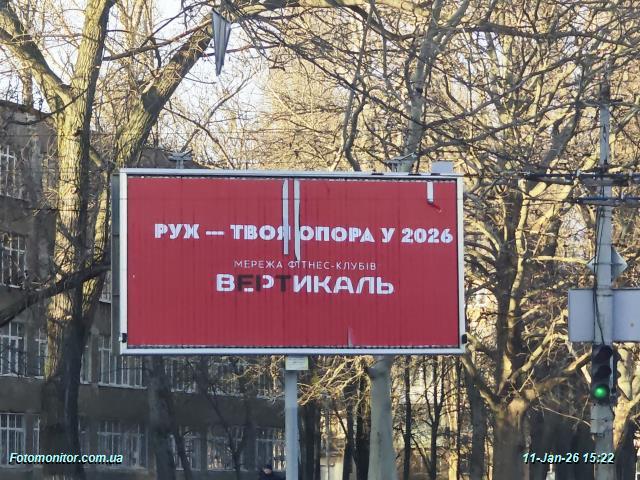 РУХ — ТВОЯ ОПОРА У 2026
МЕРЕЖА ФІТНЕС-КЛУБІВ
ВЕРТИКАЛЬ
Fotomonitor.com.ua
11-Jan-26 15:22